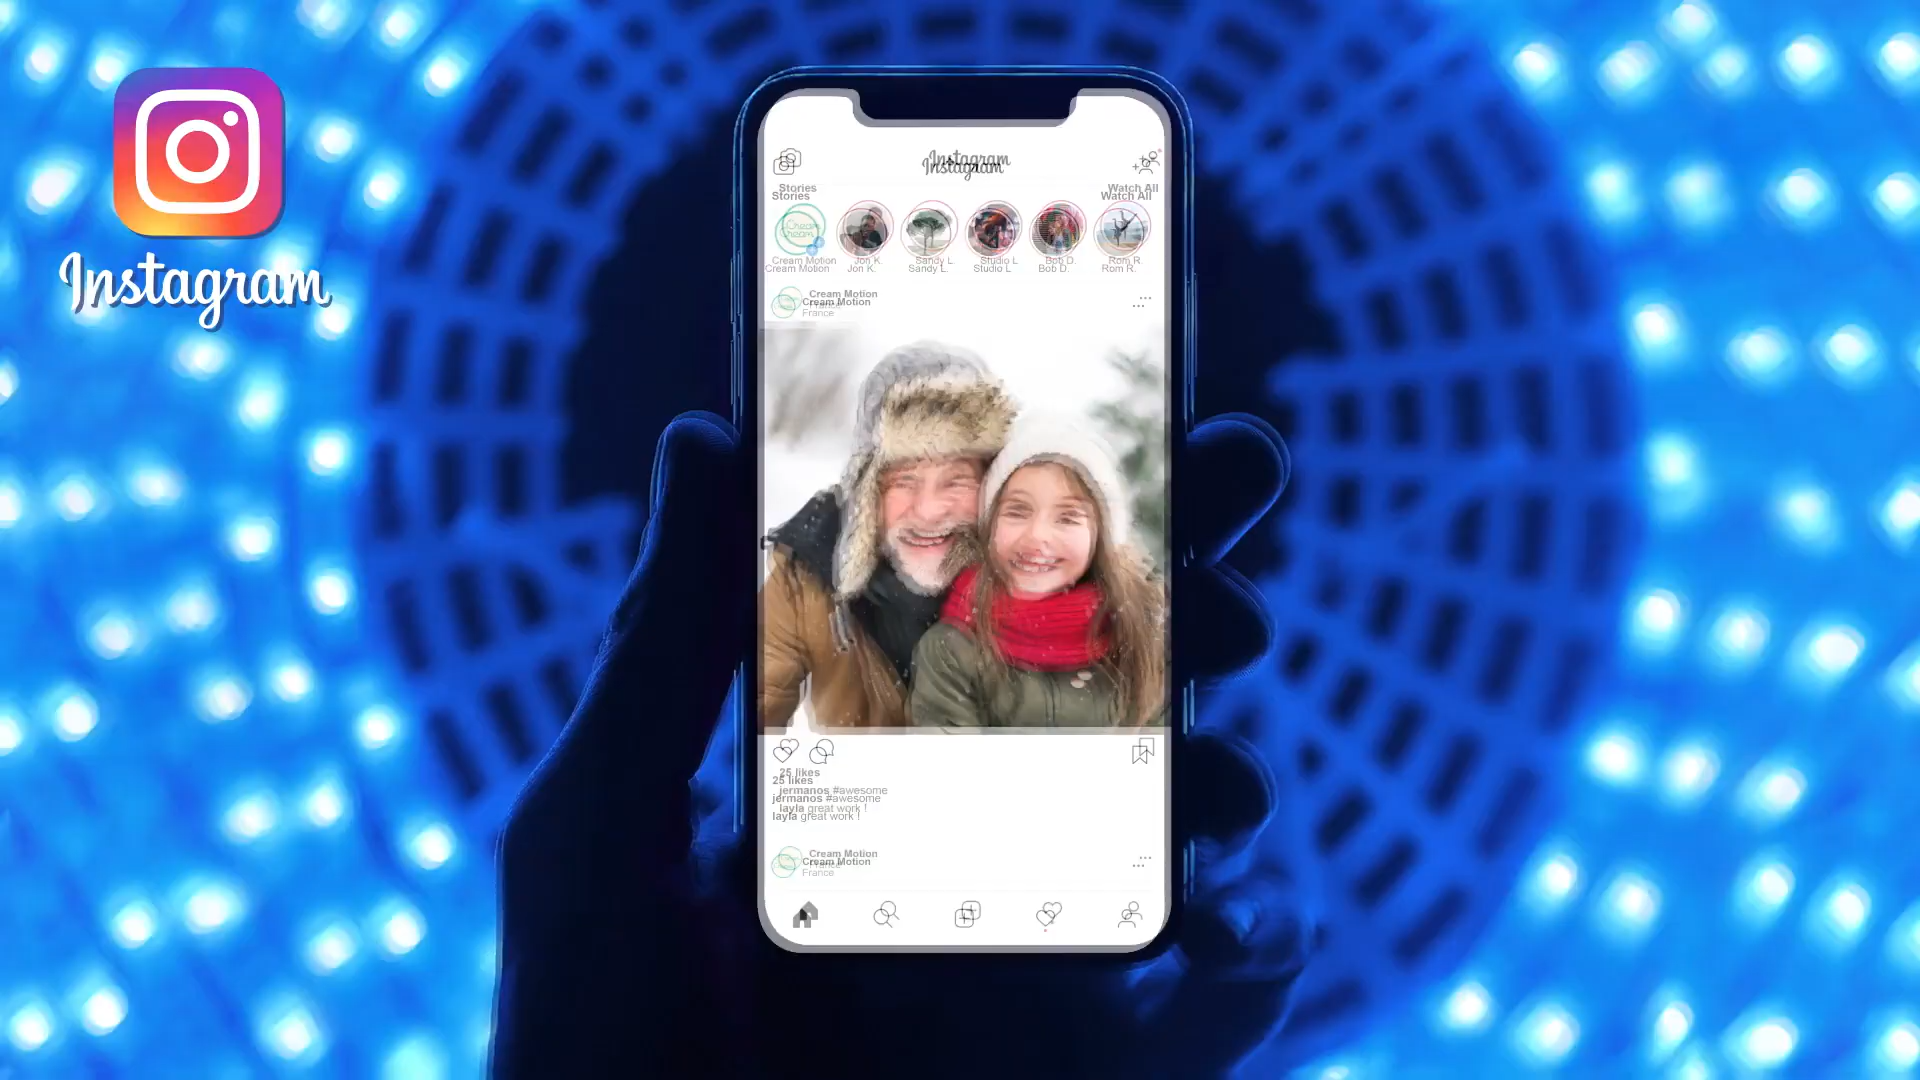 Instagram
Instagram
Stories Watch All
Cream Motion Jon K. Sandy L. Studio L Bob D. Rom R.
Cream Motion
France
25 likes
jermanos #awesome
layla great work !
Cream Motion
France